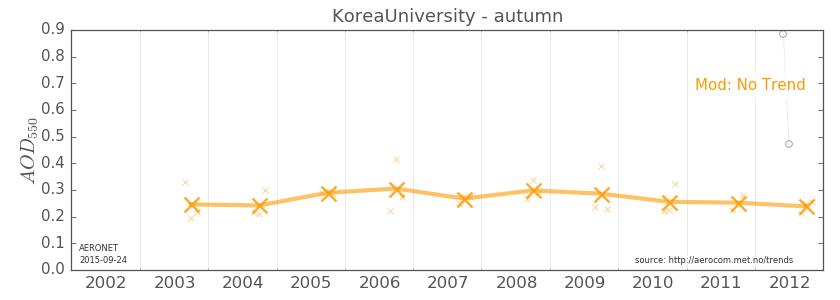 KoreaUniversity - autumn
0.9
0.8
0.7
0.6
0.5
0.4
0.3
0.2
0.1
0.0
AOD550
Mod: No Trend
AERONET
2015-09-24
source: http://aerocom.met.no/trends
2002 2003 2004 2005 2006 2007 2008 2009 2010 2011 2012